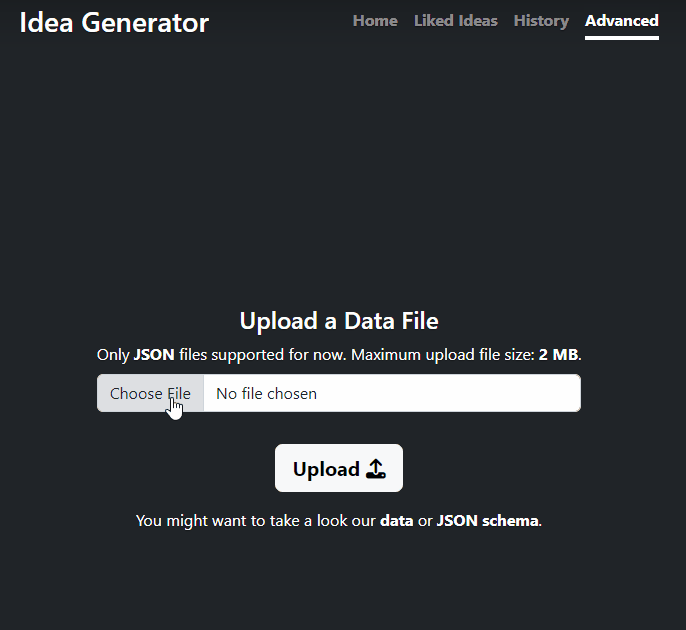 Idea Generator
Home Liked Ideas History Advanced
Upload a Data File
Only JSON files supported for now. Maximum upload file size: 2 MB.
Choose File No file chosen
Upload
You might want to take a look our data or JSON schema.